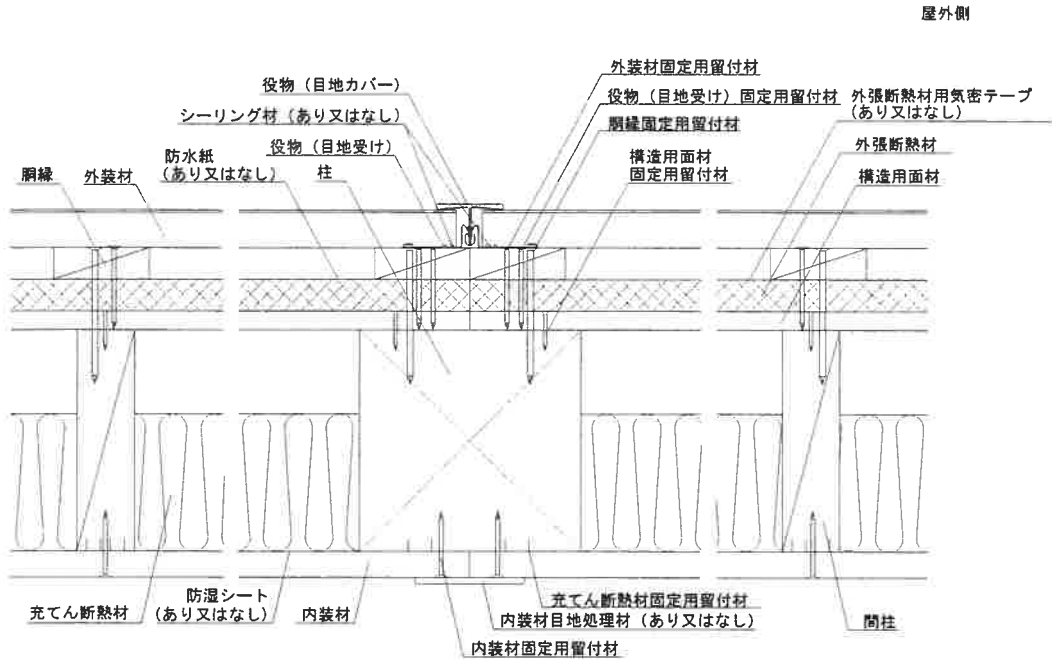 屋外側
役物（目地カバー）
シーリング材（あり又はなし）
役物（目地受け）
防水紙
（あり又はなし）
柱
胴縁
外装材
外装材固定用留付材
役物（目地受け）固定用留付材
胴縁固定用留付材
構造用面材
固定用留付材
外張断熱材用気密テープ
（あり又はなし）
外張断熱材
構造用面材
充てん断熱材
防湿シート
（あり又はなし）
内装材
充てん断熱材固定用留付材
内装材目地処理材（あり又はなし）
内装材固定用留付材
間柱